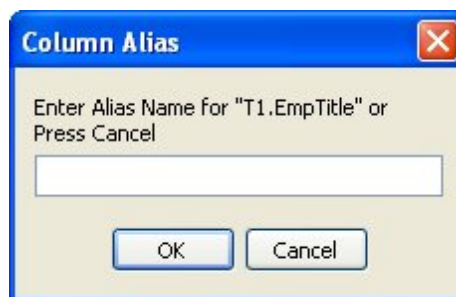 Column Alias
Enter Alias Name for "T1.EmpTitle" or
Press Cancel
OK Cancel